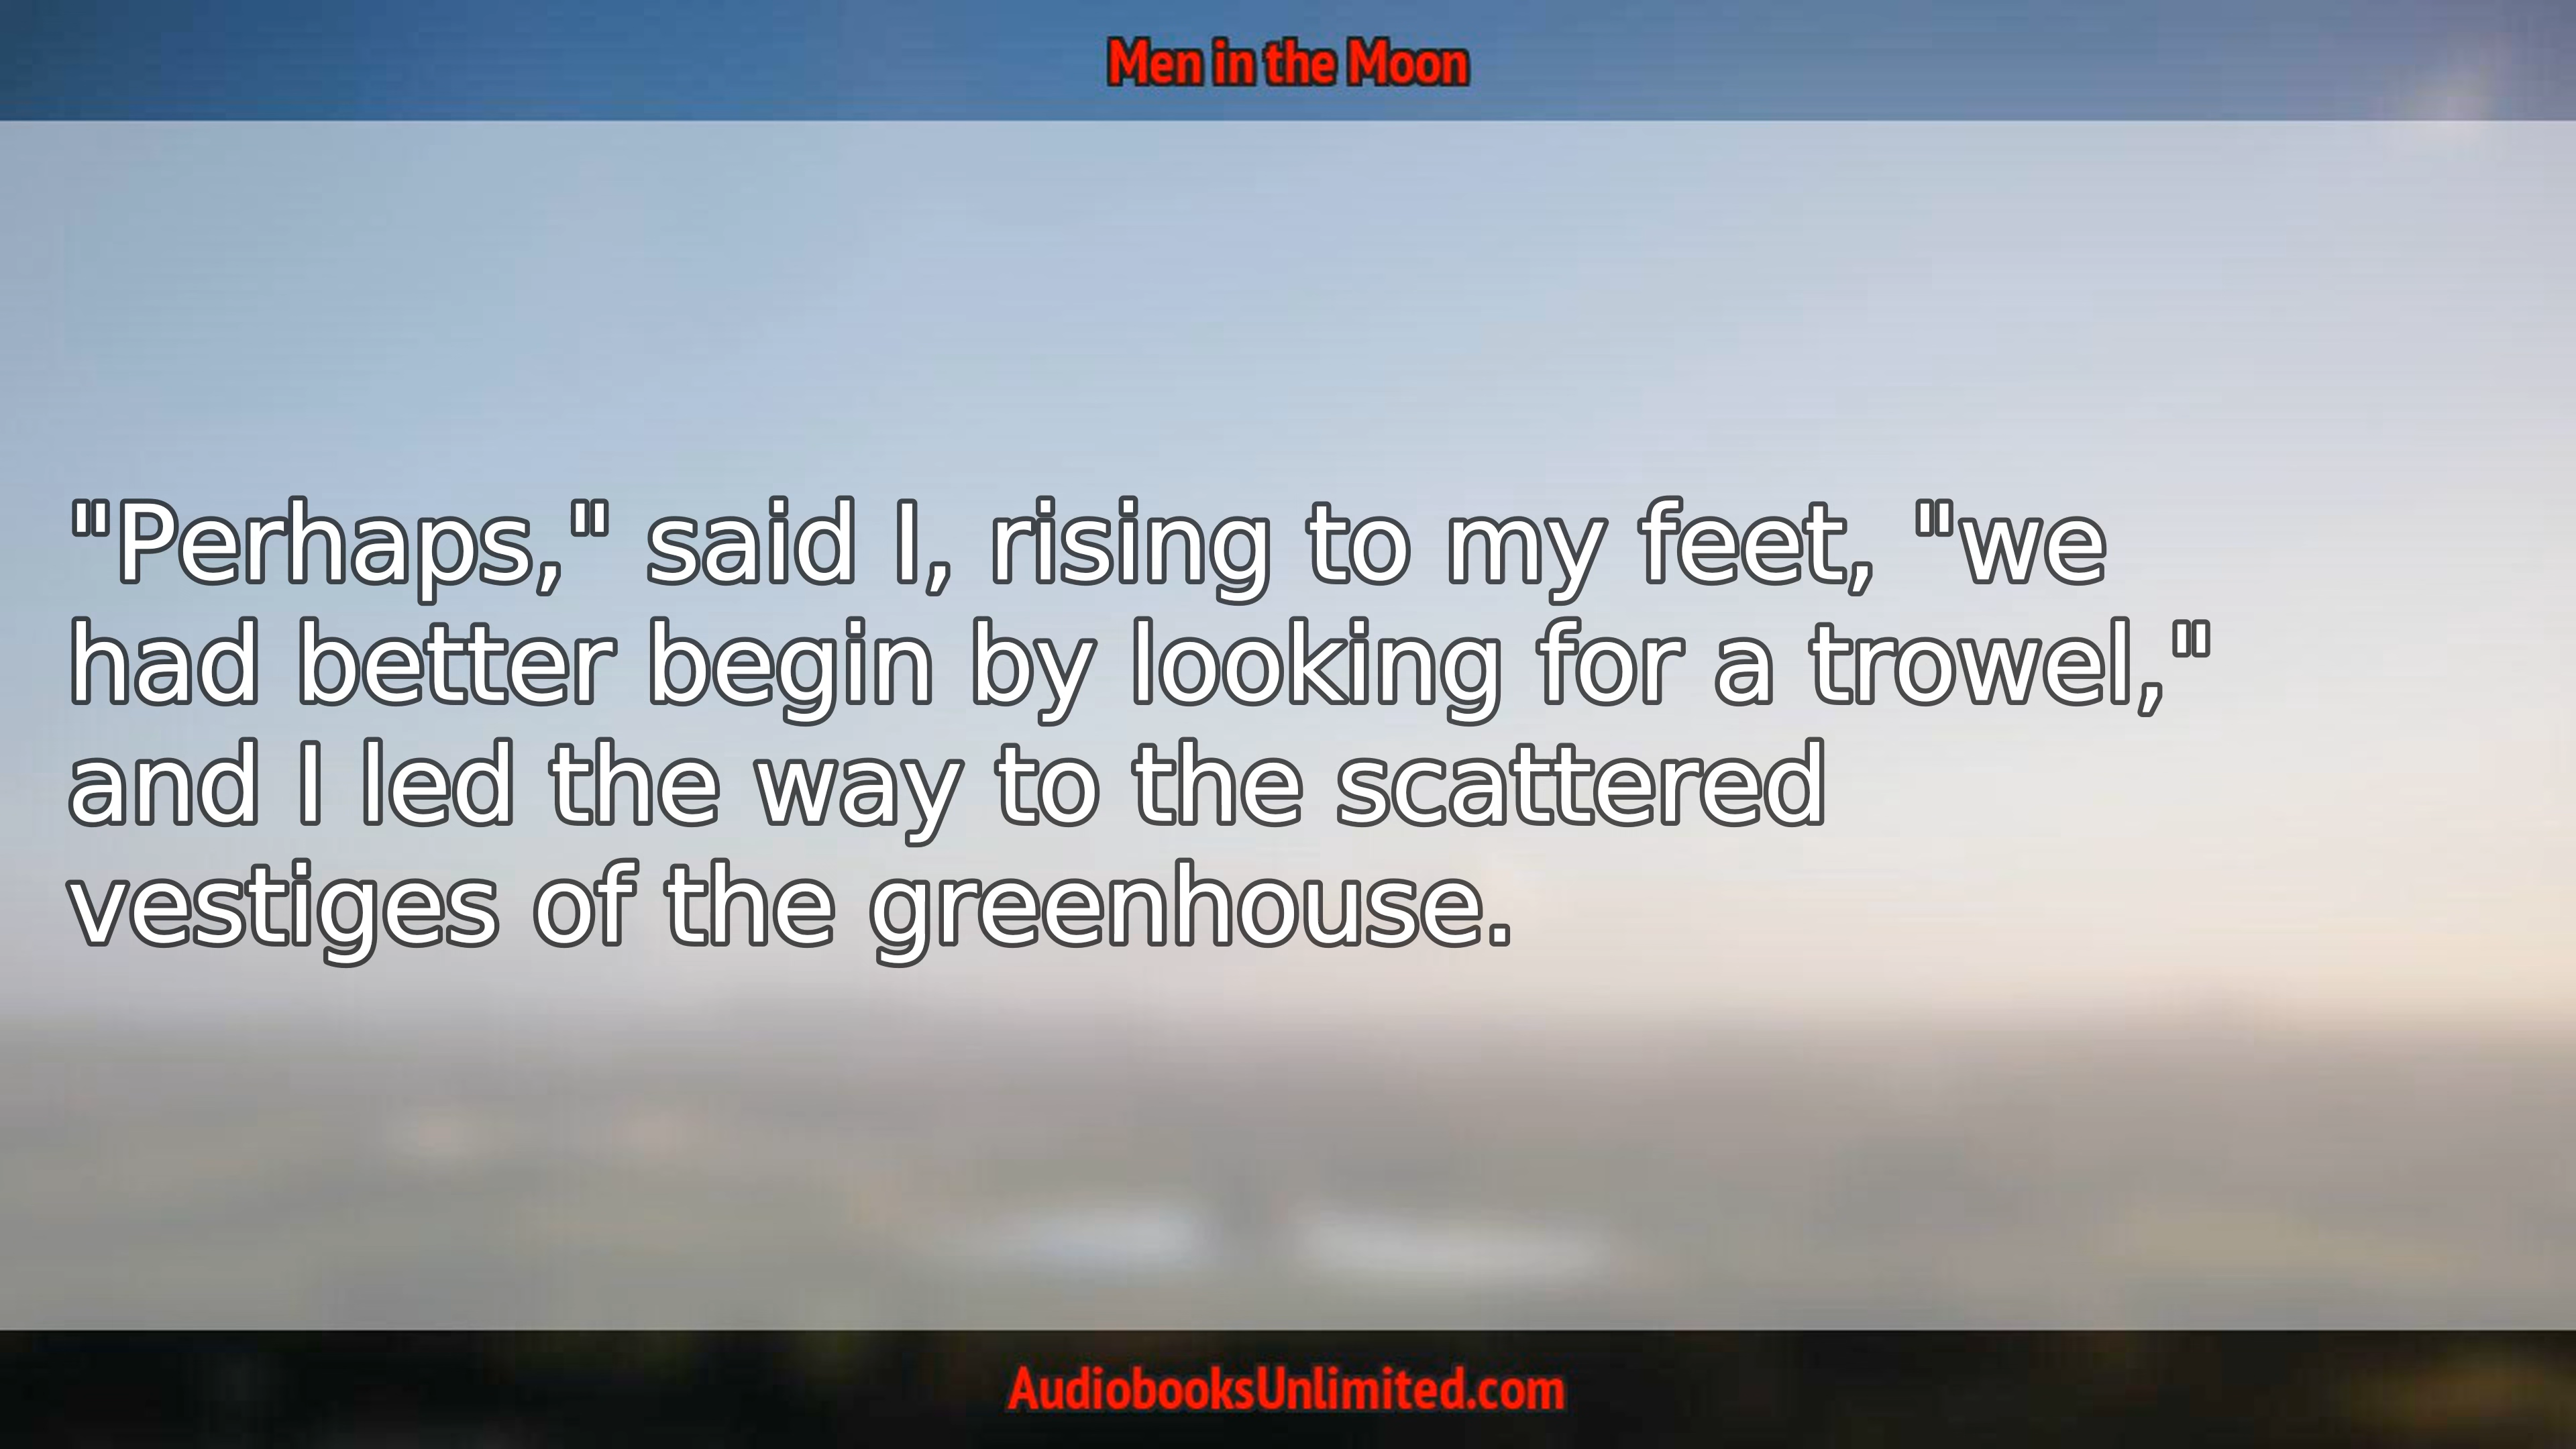 Men in the Moon
"Perhaps," said I, rising to my feet, "we
had better begin by looking for a trowel,"
and I led the way to the scattered
vestiges of the greenhouse.
AudiobooksUnlimited.com